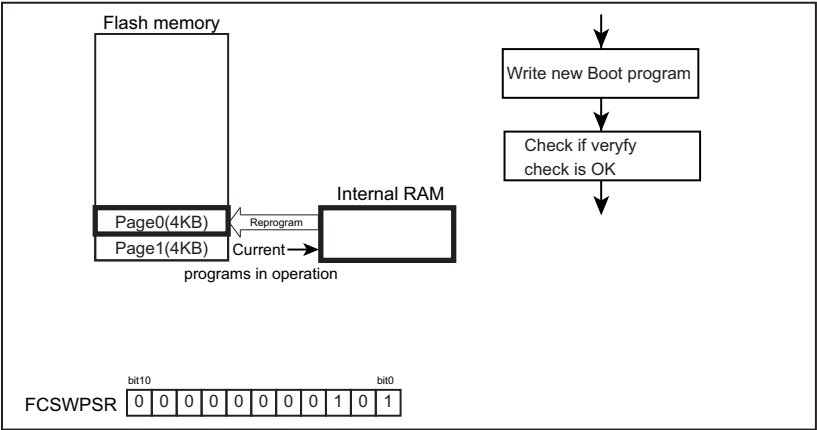 Flash memory
Page0(4KB)
Page1(4KB)
Reprogram
Internal RAM
Current
programs in operation
Write new Boot program
Check if veryfy
check is OK
bit10
bit0
FCSWPSR 0 0 0 0 0 0 0 0 1 0 1